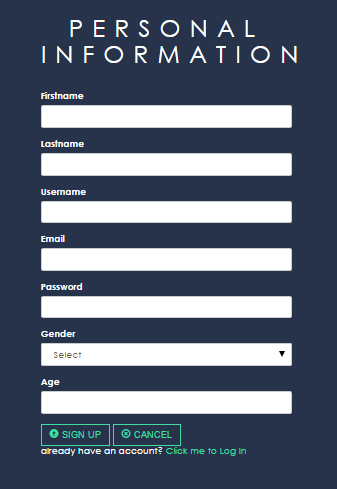 PERSONAL
INFORMATION
Firstname
Lastname
Username
Email
Password
Gender
Select
Age
SIGN UP CANCEL
already have an account? Click me to Log In